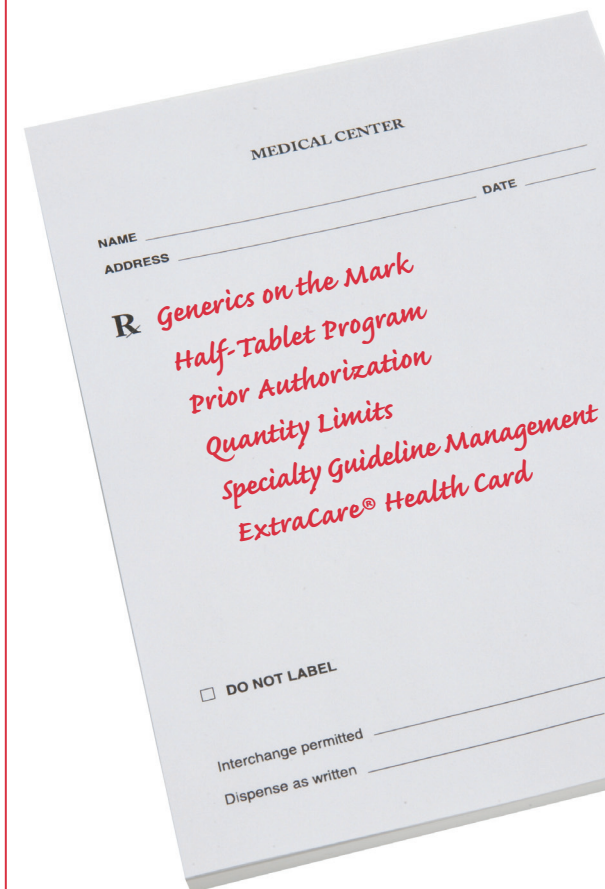 MEDICAL CENTER
NAME
DATE
ADDRESS
Rx Generics on the Mark
Half-Tablet Program
Prior Authorization
Quantity Limits
Specialty Guideline Management
ExtraCare® Health Card
DO NOT LABEL
Interchange permitted
Dispense as written